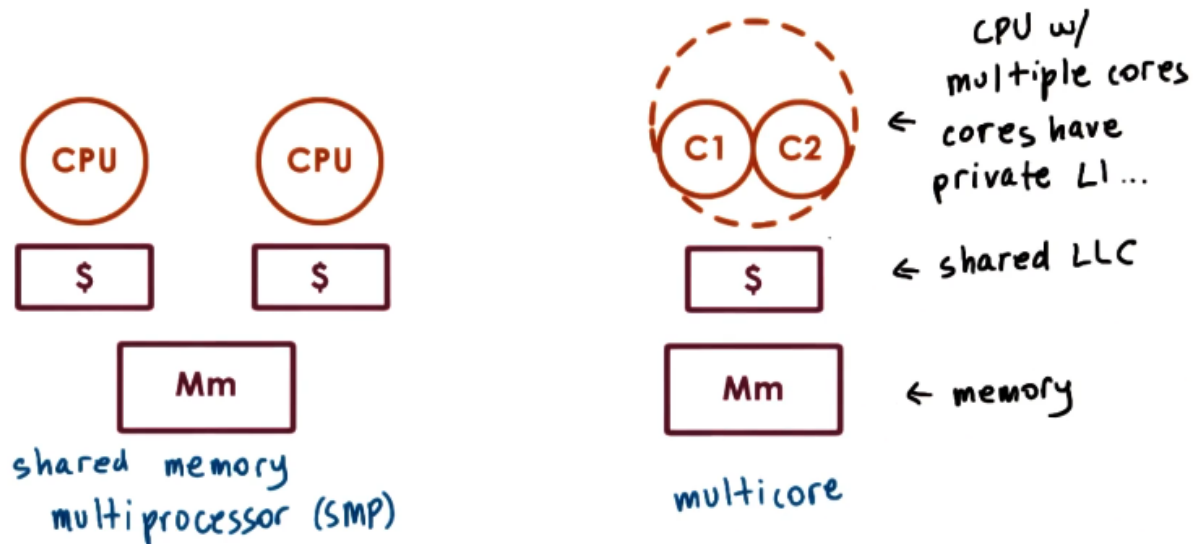 CPU
CPU
$
$
Mm
shared memory
multiprocessor (SMP)
C1
C2
$
Mm
multicore
CPU w/
multiple cores
← cores have
private L1...
← shared LLC
← memory